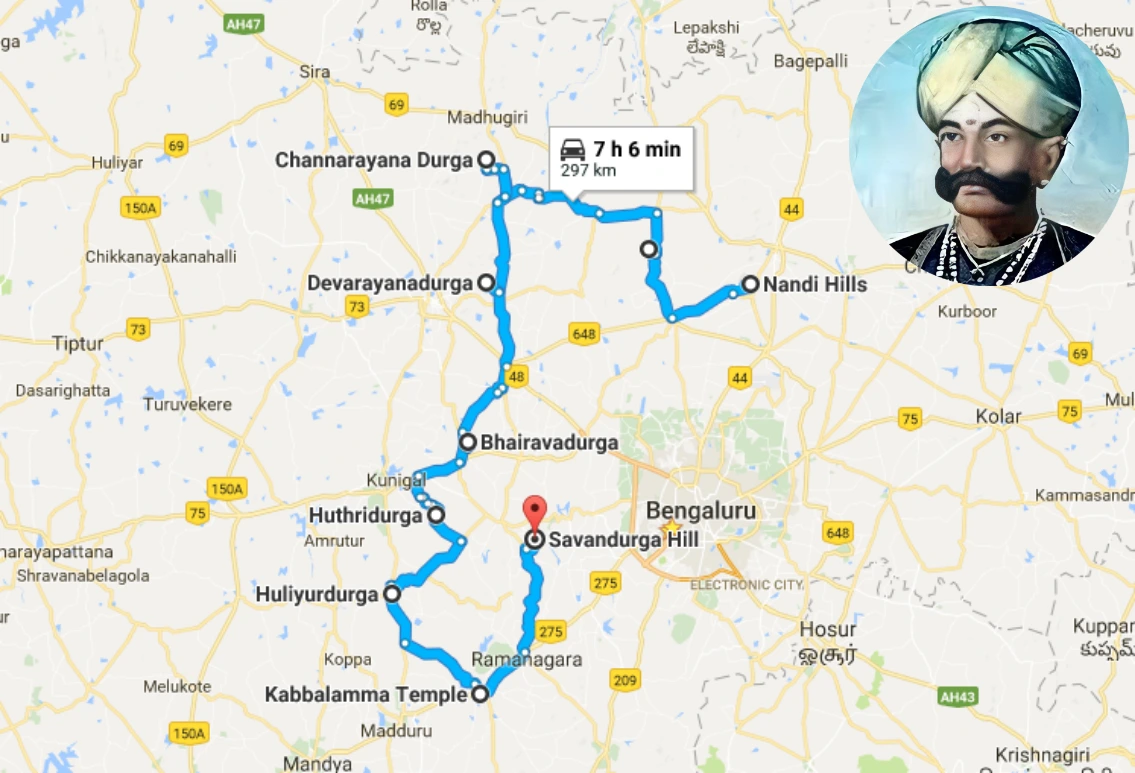 Rolla
రొళ్ల
Lepakshi
లేపాక్షి
AH47
Bagepalli
Sira
69
Madhugiri
69
Huliyar
Channarayana Durga
7 h 6 min
297 km
AH47
150A
44
Chikkanayakanahalli
Devarayanadurga
Nandi Hills
73
Kurboor
73
648
Tiptur
69
48
44
Dasarighatta
Turuvekere
75
75
Kolar
Bhairavadurga
Kunigal
150A
Kammasandr
75
Huthridurga
Bengaluru
Amrutur
Savandurga Hill
648
narayapattana
Shravanabelagola
275
ELECTRONIC CITY
Huliyurdurga
275
Hosur
ஓசூர்
Kuppam
Koppa
Ramanagara
209
Melukote
Kabbalamma Temple
AH43
150A
Madduru
Krishnagiri
Mandya